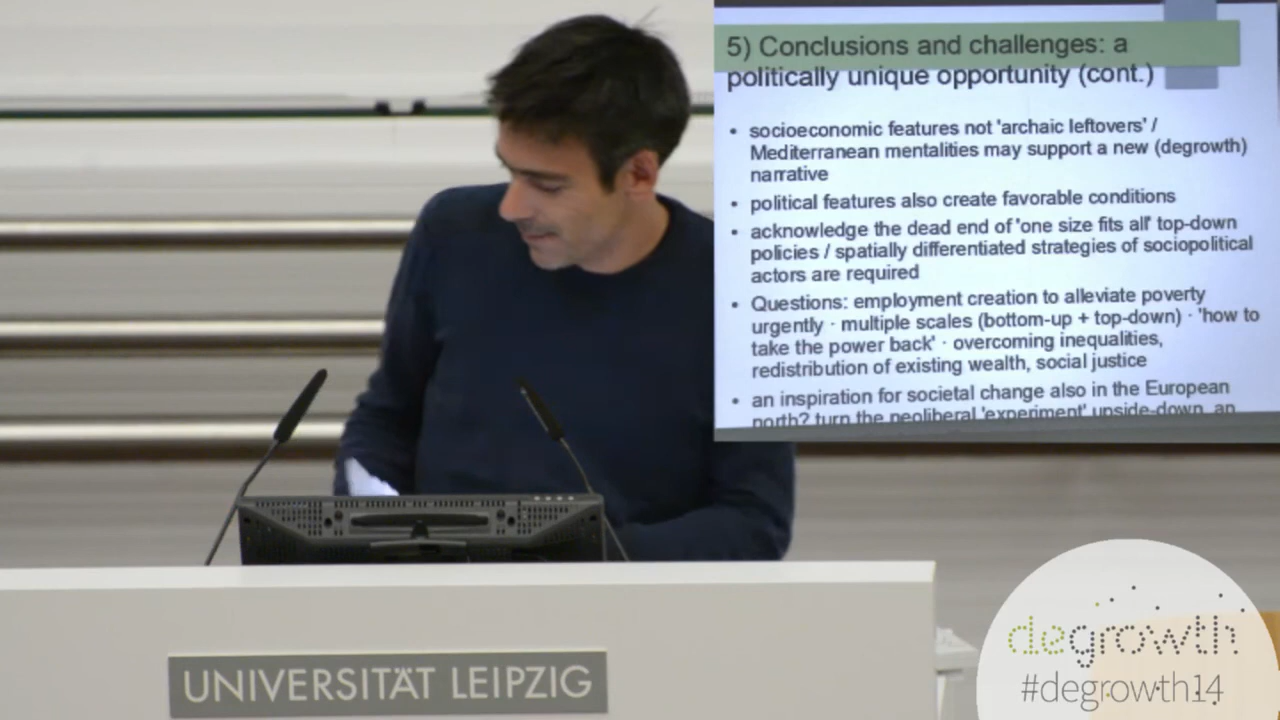 5) Conclusions and challenges: a
politically unique opportunity (cont.)
• socioeconomic features not 'archaic leftovers' /
Mediterranean mentalities may support a new (degrowth)
narrative
• political features also create favorable conditions
• acknowledge the dead end of 'one size fits all' top-down
policies / spatially differentiated strategies of sociopolitical
actors are required
• Questions: employment creation to alleviate poverty
urgently · multiple scales (bottom-up + top-down) · 'how to
take the power back' · overcoming inequalities,
redistribution of existing wealth, social justice
• an inspiration for societal change also in the European
north? turn the neoliberal 'experiment' upside-down, an
UNIVERSITÄT LEIPZIG
degrowth
#degrowth14